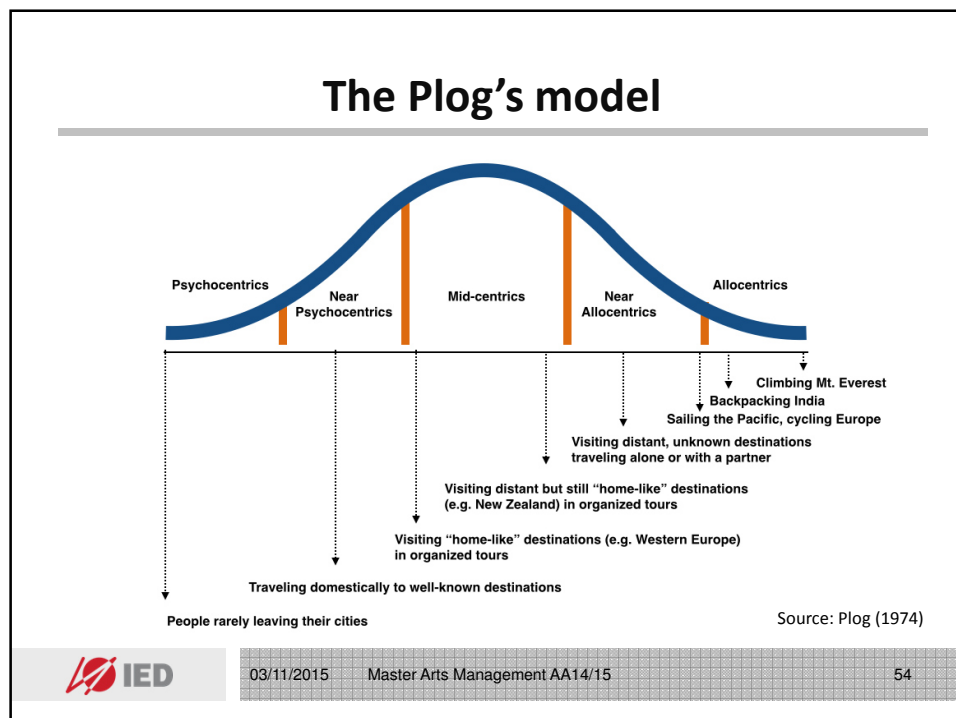 The Plog’s model
Psychocentrics
Near
Psychocentrics
Mid-centrics
Near
Allocentrics
Allocentrics
Climbing Mt. Everest
Backpacking India
Sailing the Pacific, cycling Europe
Visiting distant, unknown destinations
traveling alone or with a partner
Visiting distant but still “home-like” destinations
(e.g. New Zealand) in organized tours
Visiting “home-like” destinations (e.g. Western Europe)
in organized tours
Traveling domestically to well-known destinations
People rarely leaving their cities
Source: Plog (1974)
IED
03/11/2015 Master Arts Management AA14/15 54